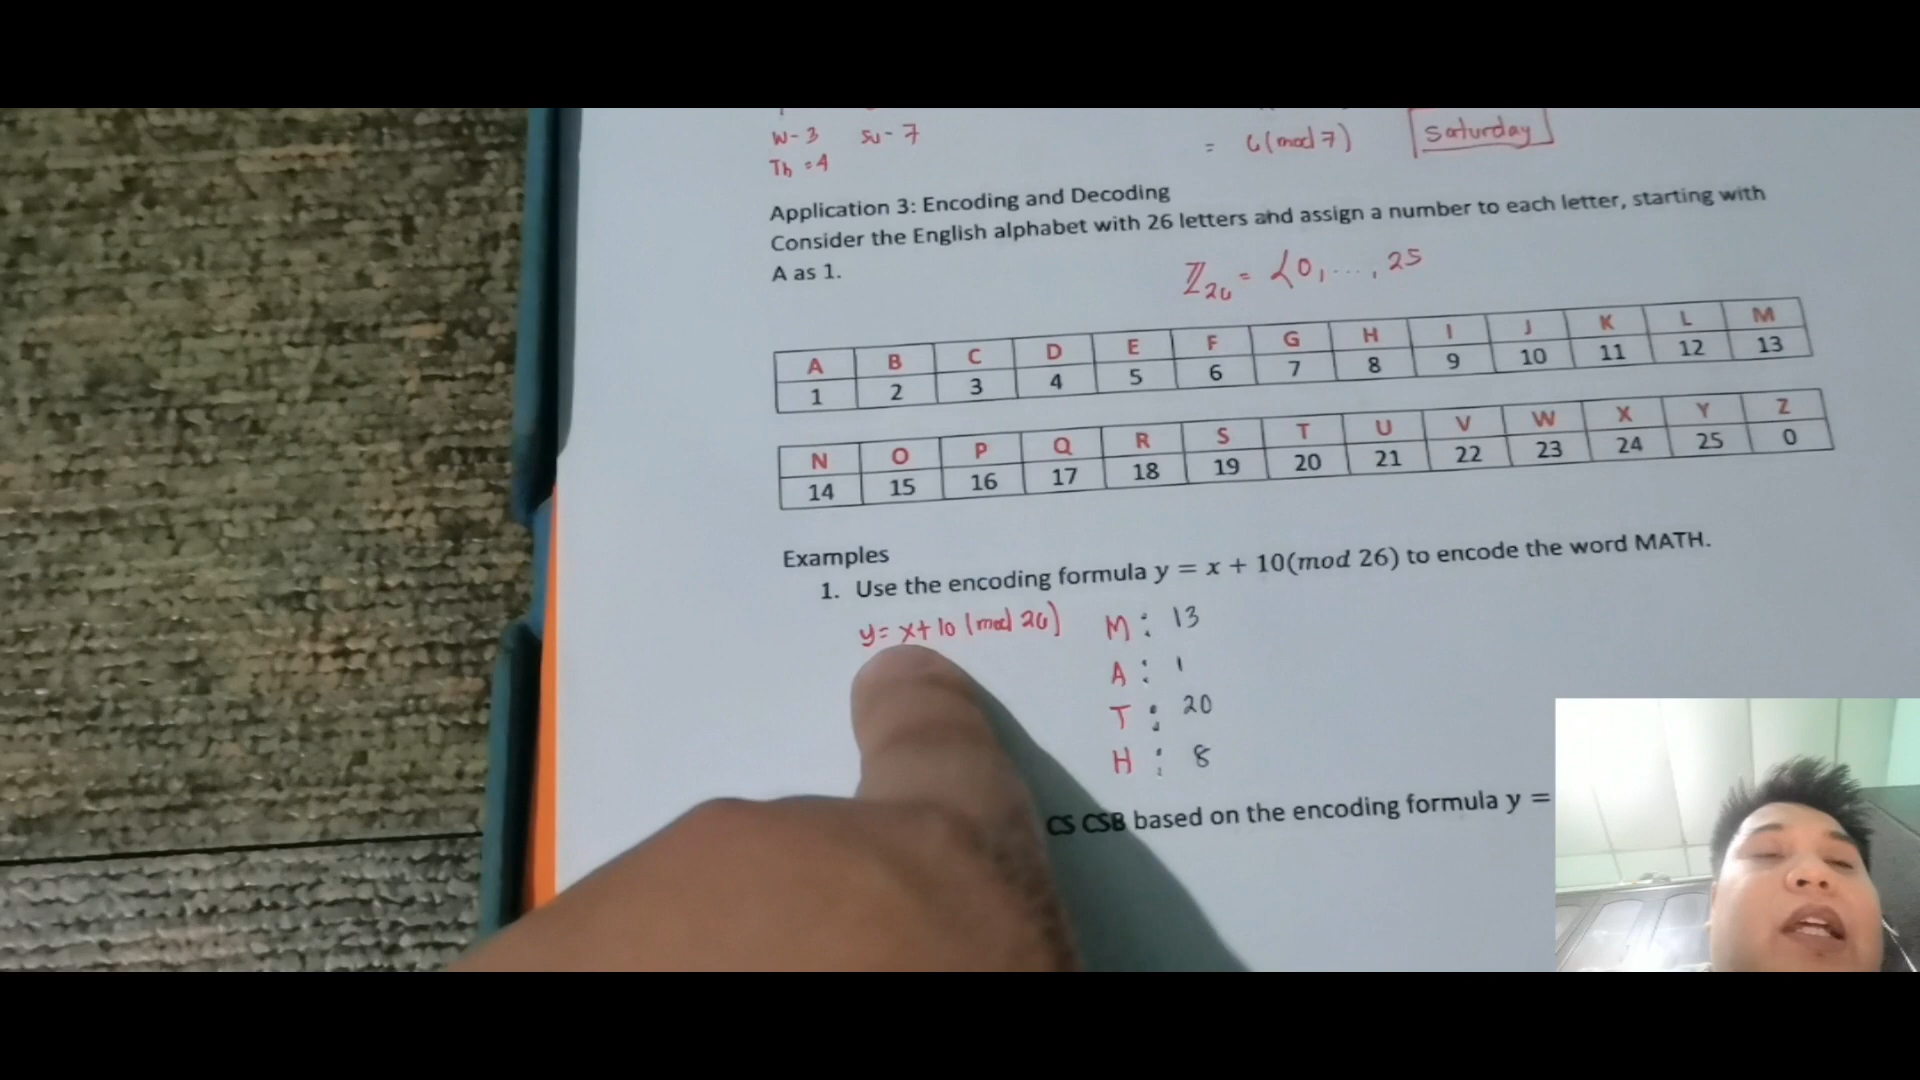 W-3 Su-7 = 6(mod 7) Saturday
Th = 4
Application 3: Encoding and Decoding
Consider the English alphabet with 26 letters and assign a number to each letter, starting with
A as 1.
ℤ26 = {0, ..., 25
A B C D E F G H I J K L M
1 2 3 4 5 6 7 8 9 10 11 12 13
N O P Q R S T U V W X Y Z
14 15 16 17 18 19 20 21 22 23 24 25 0
Examples
1. Use the encoding formula y = x + 10(mod 26) to encode the word MATH.
y = x+10 (mod 26) M : 13
A : 1
T : 20
H : 8
CS CSB based on the encoding formula y =